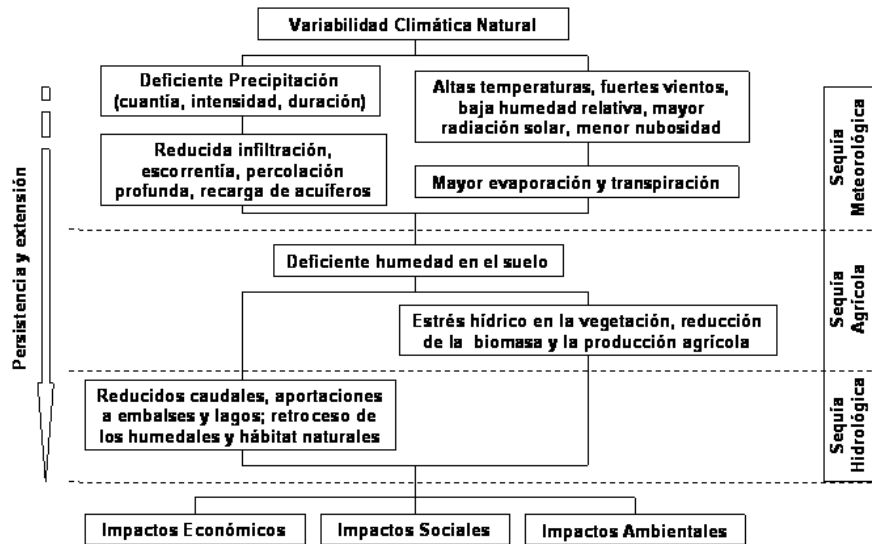 Variabilidad Climática Natural
Deficiente Precipitación
(cuantía, intensidad, duración)
Altas temperaturas, fuertes vientos,
baja humedad relativa, mayor
radiación solar, menor nubosidad
Reducida infiltración,
escorrentía, percolación
profunda, recarga de acuíferos
Mayor evaporación y transpiración
Sequía
Meteorológica
Persistencia y extensión
Deficiente humedad en el suelo
Estrés hídrico en la vegetación, reducción
de la biomasa y la producción agrícola
Sequía
Agrícola
Reducidos caudales, aportaciones
a embalses y lagos; retroceso de
los humedales y hábitat naturales
Sequía
Hidrológica
Impactos Económicos
Impactos Sociales
Impactos Ambientales